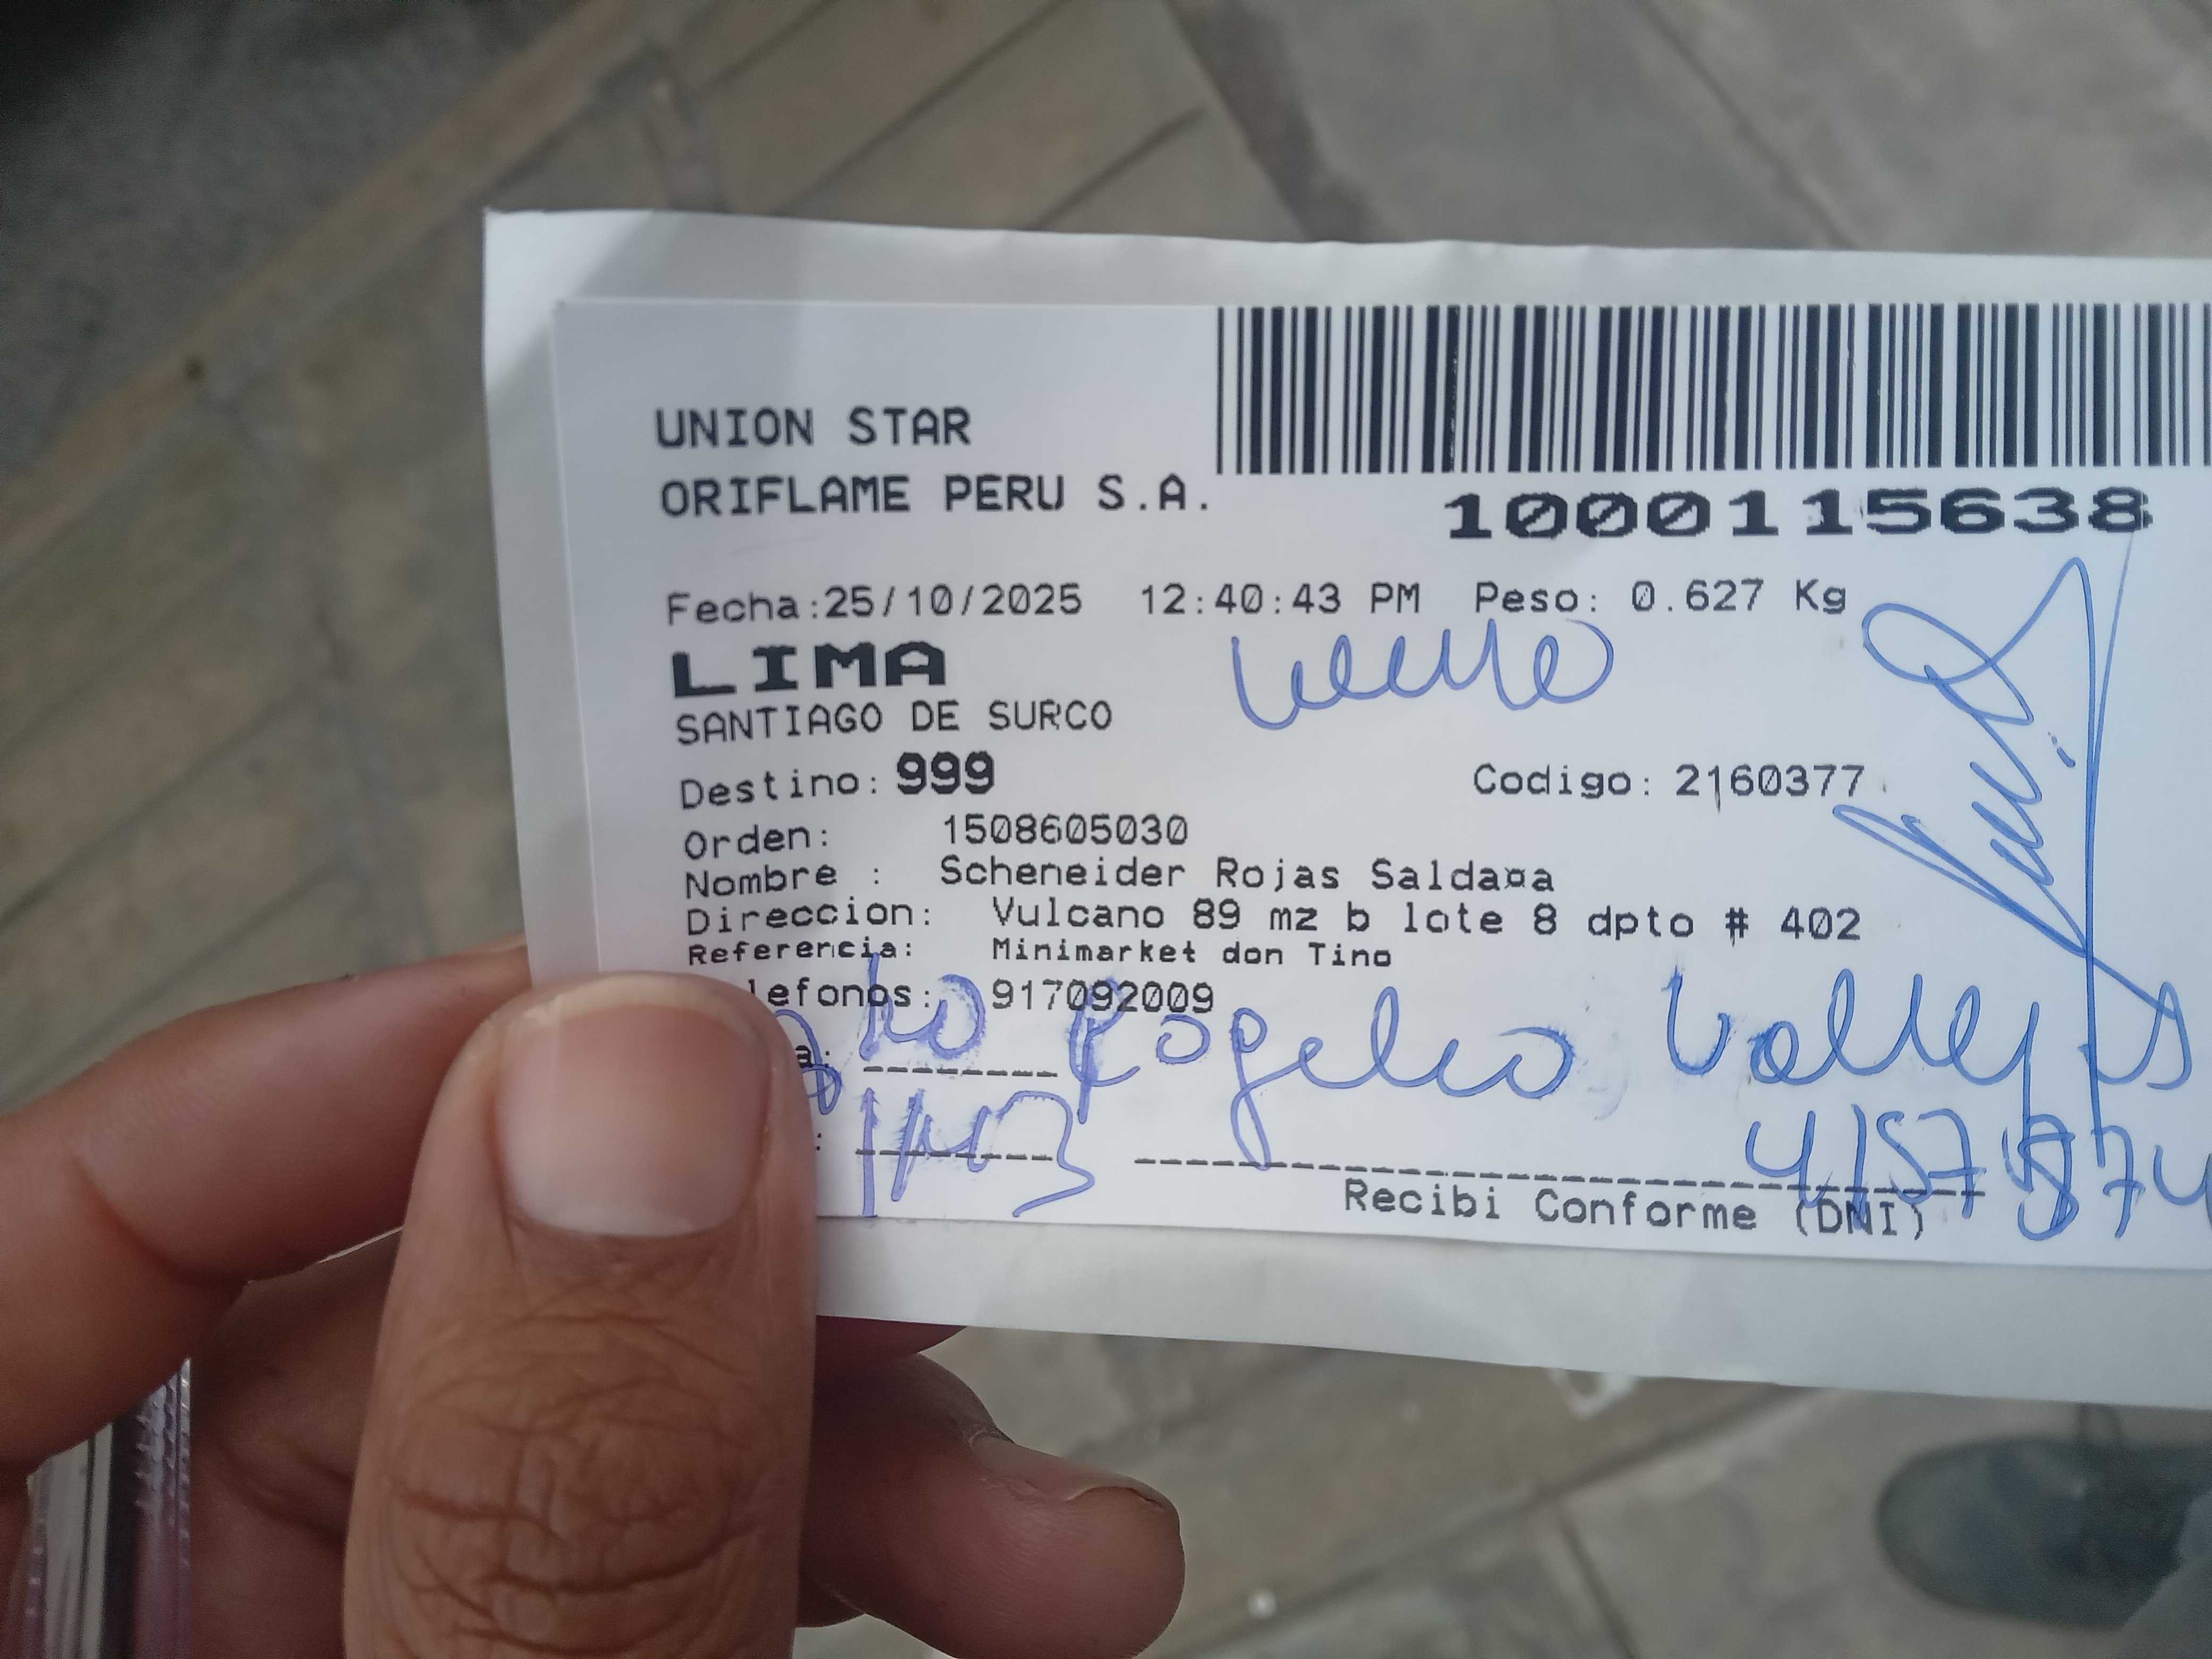 UNION STAR
ORIFLAME PERU S.A.
1000115638
Fecha:25/10/2025 12:40:43 PM Peso: 0.627 Kg
LIMA
SANTIAGO DE SURCO
Destino: 999 Codigo: 2160377
Orden: 1508605030
Nombre : Scheneider Rojas Salda¤a
Direccion: Vulcano 89 mz b lote 8 dpto # 402
Referencia: Minimarket don Tino
lefonos: 917092009
a:
Rogelio Vallejos
:
Recibi Conforme (DNI)